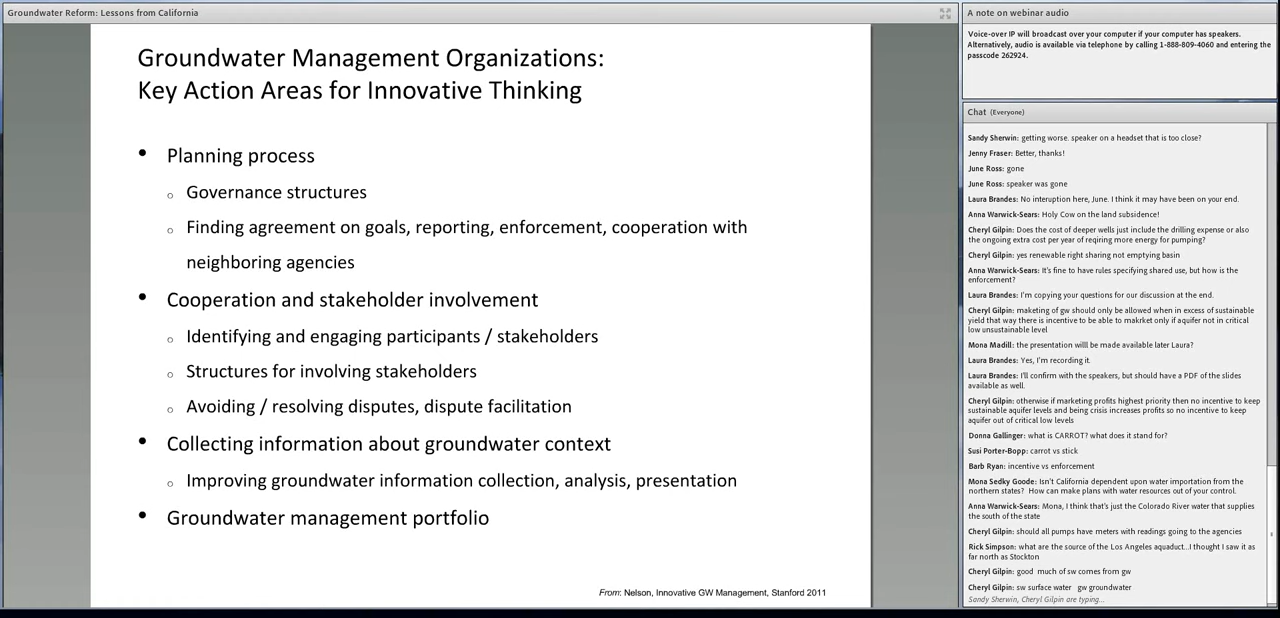 Groundwater Reform: Lessons from California
Groundwater Management Organizations:
Key Action Areas for Innovative Thinking
• Planning process
o Governance structures
o Finding agreement on goals, reporting, enforcement, cooperation with
neighboring agencies
• Cooperation and stakeholder involvement
o Identifying and engaging participants / stakeholders
o Structures for involving stakeholders
o Avoiding / resolving disputes, dispute facilitation
• Collecting information about groundwater context
o Improving groundwater information collection, analysis, presentation
• Groundwater management portfolio
From: Nelson, Innovative GW Management, Stanford 2011
A note on webinar audio
Voice-over IP will broadcast over your computer if your computer has speakers.
Alternatively, audio is available via telephone by calling 1-888-809-4060 and entering the
passcode 262924.
Chat (Everyone)
Sandy Sherwin: getting worse. speaker on a headset that is too close?
Jenny Fraser: Better, thanks!
June Ross: gone
June Ross: speaker was gone
Laura Brandes: No interuption here, June. I think it may have been on your end.
Anna Warwick-Sears: Holy Cow on the land subsidence!
Cheryl Gilpin: Does the cost of deeper wells just include the drilling expense or also
the ongoing extra cost per year of reqiring more energy for pumping?
Cheryl Gilpin: yes renewable right sharing not emptying basin
Anna Warwick-Sears: It's fine to have rules specifying shared use, but how is the
enforcement?
Laura Brandes: I'm copying your questions for our discussion at the end.
Cheryl Gilpin: maketing of gw should only be allowed when in excess of sustainable
yield that way there is incentive to be able to makrket only if aquifer not in critical
low unsustainable level
Mona Madill: the presentation willl be made available later Laura?
Laura Brandes: Yes, I'm recording it.
Laura Brandes: I'll confirm with the speakers, but should have a PDF of the slides
available as well.
Cheryl Gilpin: otherwise if marketing profits highest priority then no incentive to keep
sustainable aquifer levels and being crisis increases profits so no incentive to keep
aquifer out of critical low levels
Donna Gallinger: what is CARROT? what does it stand for?
Susi Porter-Bopp: carrot vs stick
Barb Ryan: incentive vs enforcement
Mona Sedky Goode: Isn't California dependent upon water importation from the
northern states? How can make plans with water resources out of your control.
Anna Warwick-Sears: Mona, I think that's just the Colorado River water that supplies
the south of the state
Cheryl Gilpin: should all pumps have meters with readings going to the agencies
Rick Simpson: what are the source of the Los Angeles aquaduct...I thought I saw it as
far north as Stockton
Cheryl Gilpin: good much of sw comes from gw
Cheryl Gilpin: sw surface water gw groundwater
Sandy Sherwin, Cheryl Gilpin are typing...